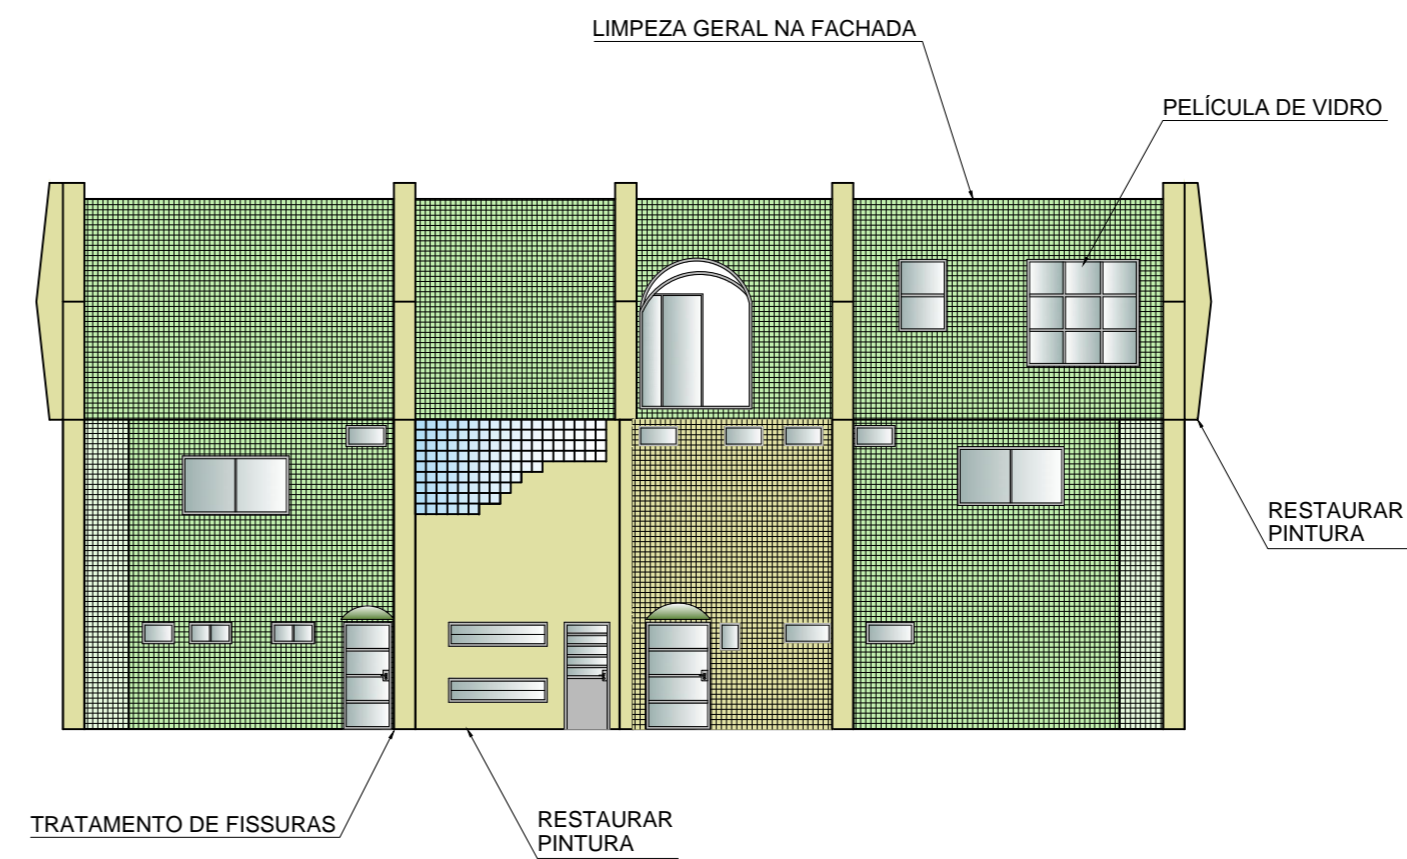 LIMPEZA GERAL NA FACHADA
PELÍCULA DE VIDRO
RESTAURAR
PINTURA
TRATAMENTO DE FISSURAS
RESTAURAR
PINTURA